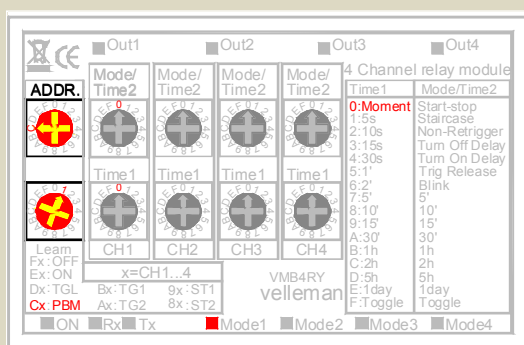 Out1 Out2 Out3 Out4
4 Channel relay module
ADDR.
Mode/ Mode/ Mode/ Mode/
Time2 Time2 Time2 Time2
Time1 Time1 Time1 Time1
CH1 CH2 CH3 CH4
Time1 Mode/Time2
0:Moment Start-stop
1:5s Staircase
2:10s Non-Retrigger
3:15s Turn Off Delay
4:30s Turn On Delay
5:1' Trig Release
6:2' Blink
7:5' 5'
8:10' 10'
9:15' 15'
A:30' 30'
B:1h 1h
C:2h 2h
D:5h 5h
E:1day 1day
F:Toggl Toggle
Learn
Fx:OFF
Ex:ON
x=CH1...4
Dx:TGL Bx:TG1 9x:ST1
Cx:PBM Ax:TG2 8x:ST2
VMB4RY
velleman
ON Rx Tx Mode1 Mode2 Mode3 Mode4